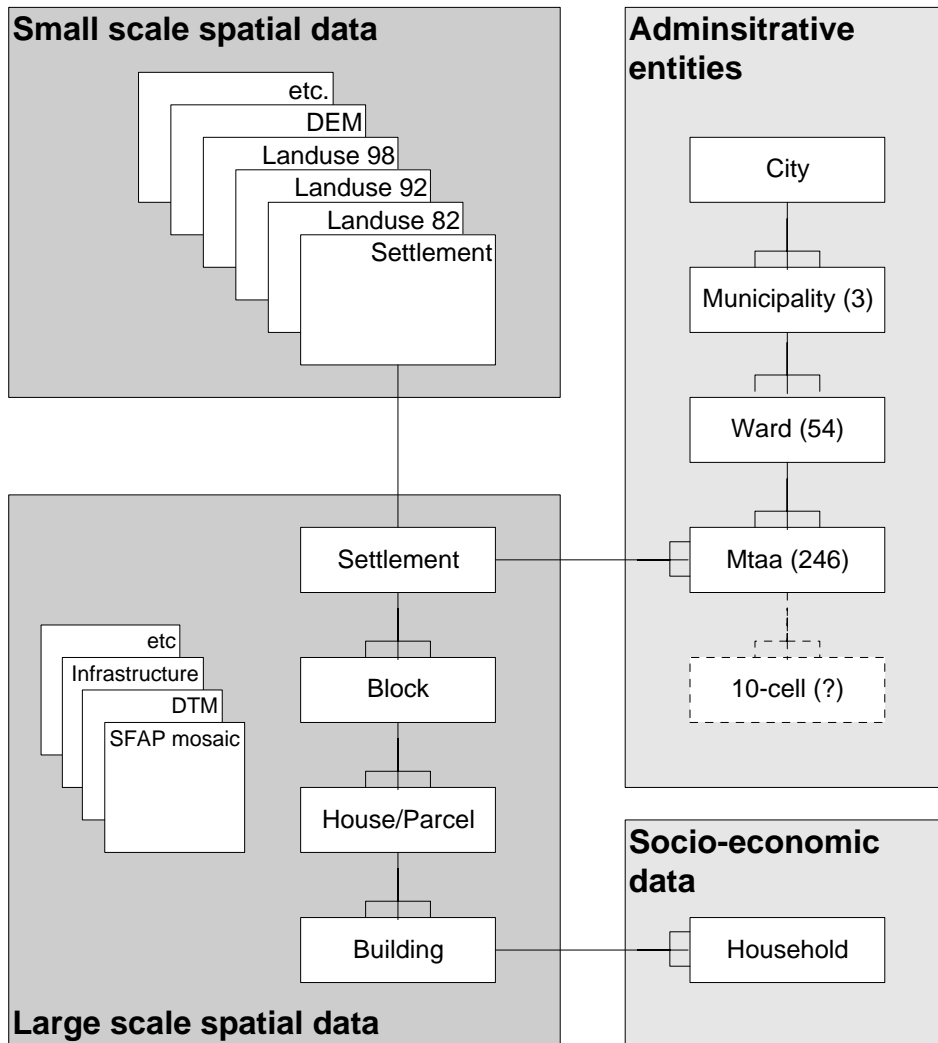 Small scale spatial data
etc.
DEM
Landuse 98
Landuse 92
Landuse 82
Settlement
Adminsitrative
entities
City
Municipality (3)
Ward (54)
Mtaa (246)
10-cell (?)
Settlement
Block
House/Parcel
Building
etc
Infrastructure
DTM
SFAP mosaic
Large scale spatial data
Socio-economic
data
Household